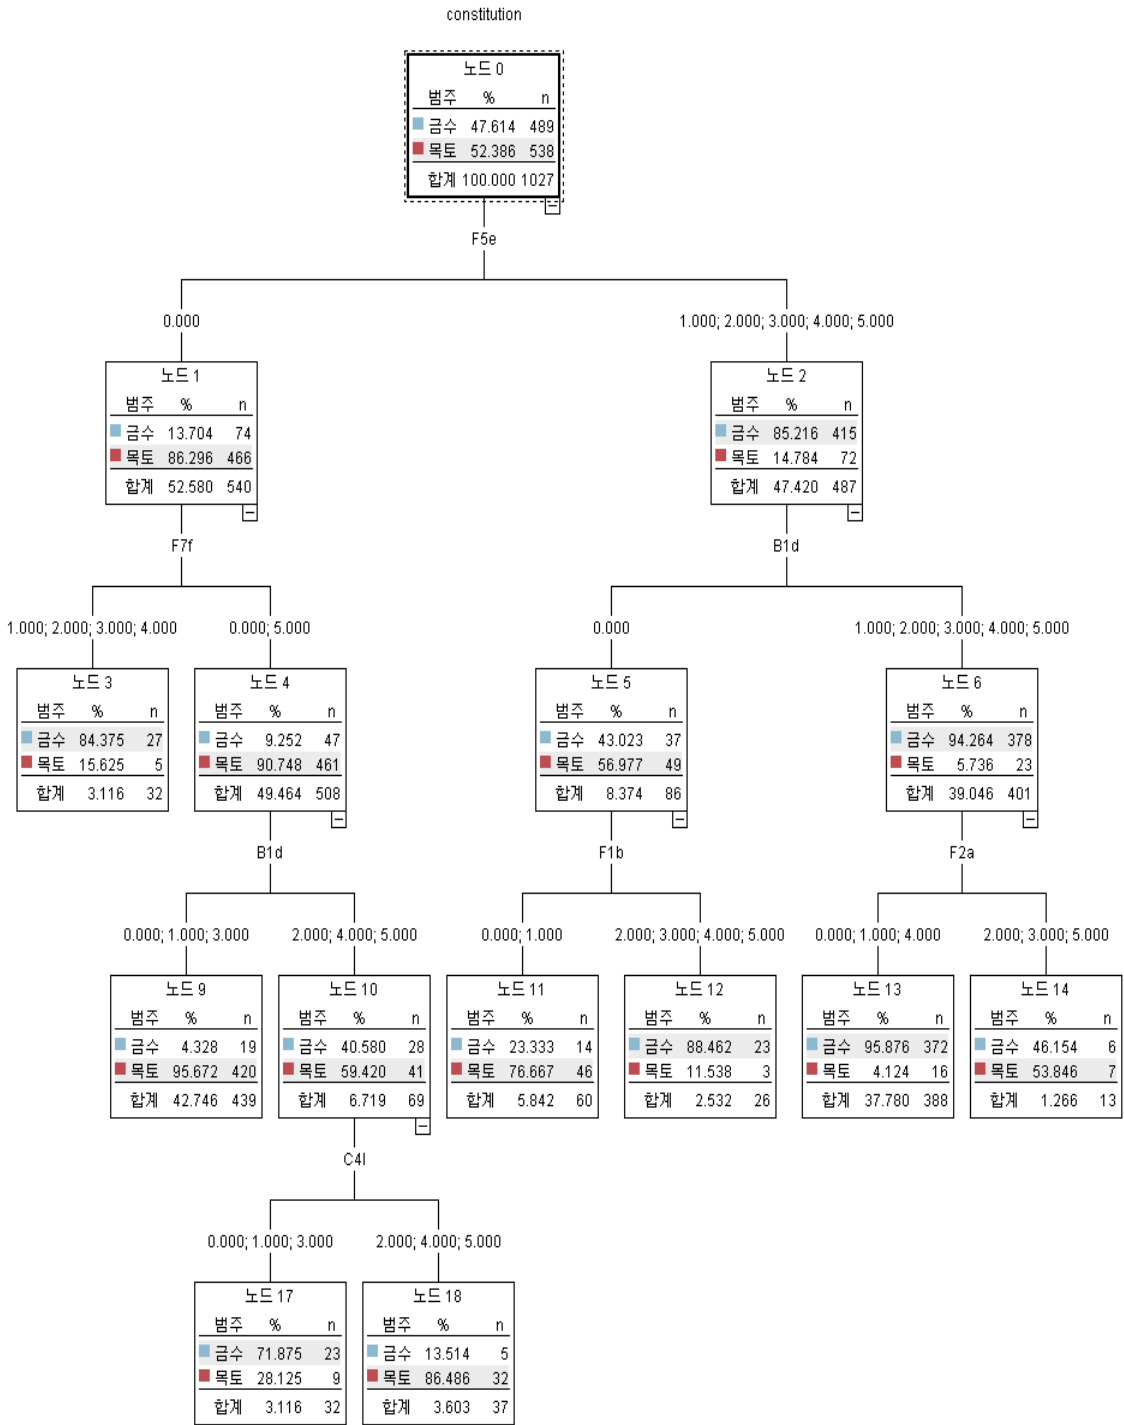 constitution
노드 0
범주 % n
금수 47.614 489
목토 52.386 538
합계 100.000 1027
F5e
0.000
1.000; 2.000; 3.000; 4.000; 5.000
노드 1
범주 % n
금수 13.704 74
목토 86.296 466
합계 52.580 540
노드 2
범주 % n
금수 85.216 415
목토 14.784 72
합계 47.420 487
F7f
B1d
1.000; 2.000; 3.000; 4.000
0.000; 5.000
0.000
1.000; 2.000; 3.000; 4.000; 5.000
노드 3
범주 % n
금수 84.375 27
목토 15.625 5
합계 3.116 32
노드 4
범주 % n
금수 9.252 47
목토 90.748 461
합계 49.464 508
노드 5
범주 % n
금수 43.023 37
목토 56.977 49
합계 8.374 86
노드 6
범주 % n
금수 94.264 378
목토 5.736 23
합계 39.046 401
B1d
F1b
F2a
0.000; 1.000; 3.000
2.000; 4.000; 5.000
0.000; 1.000
2.000; 3.000; 4.000; 5.000
0.000; 1.000; 4.000
2.000; 3.000; 5.000
노드 9
범주 % n
금수 4.328 19
목토 95.672 420
합계 42.746 439
노드 10
범주 % n
금수 40.580 28
목토 59.420 41
합계 6.719 69
노드 11
범주 % n
금수 23.333 14
목토 76.667 46
합계 5.842 60
노드 12
범주 % n
금수 88.462 23
목토 11.538 3
합계 2.532 26
노드 13
범주 % n
금수 95.876 372
목토 4.124 16
합계 37.780 388
노드 14
범주 % n
금수 46.154 6
목토 53.846 7
합계 1.266 13
C4l
0.000; 1.000; 3.000
2.000; 4.000; 5.000
노드 17
범주 % n
금수 71.875 23
목토 28.125 9
합계 3.116 32
노드 18
범주 % n
금수 13.514 5
목토 86.486 32
합계 3.603 37